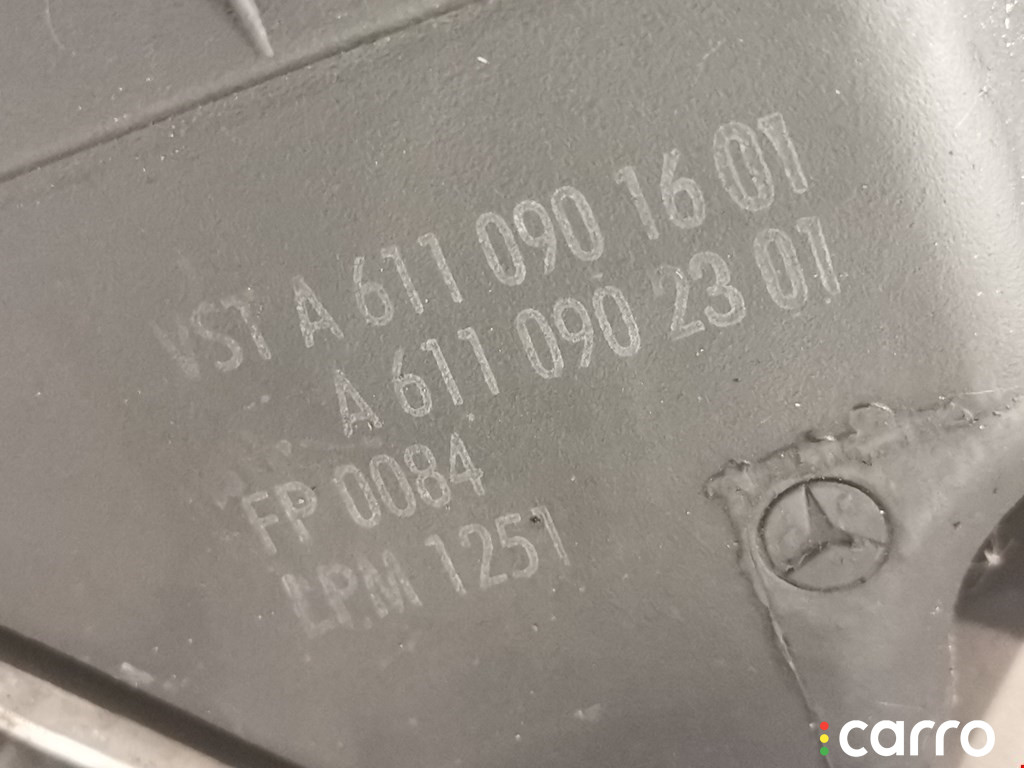 VST A 611 090 16 01
A 611 090 23 01
FP 0084
LPM 1251
carro